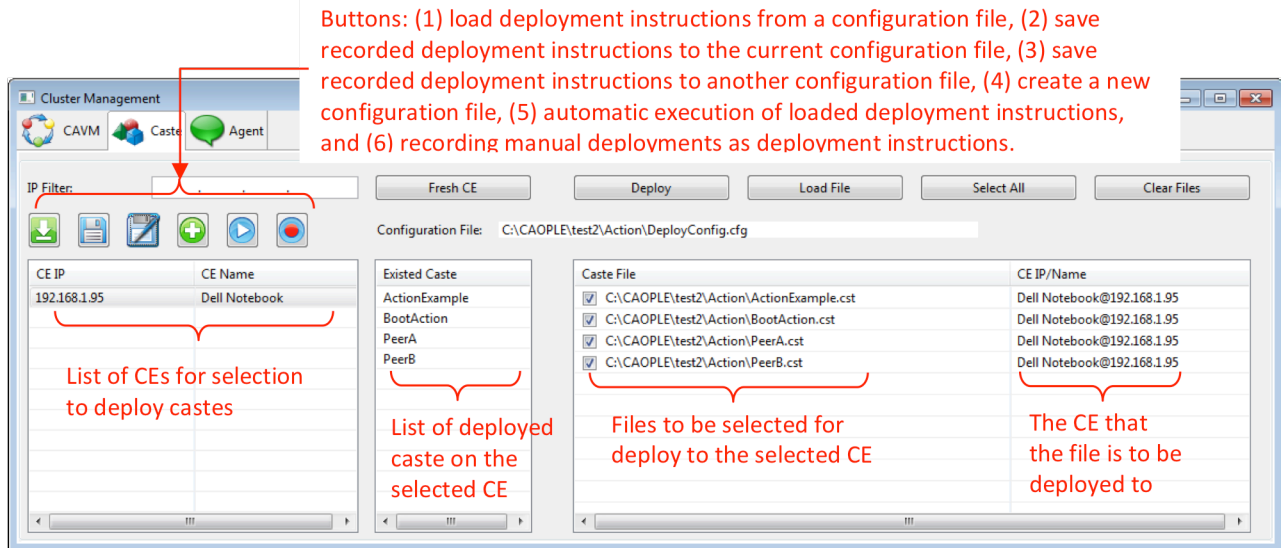 Buttons: (1) load deployment instructions from a configuration file, (2) save
recorded deployment instructions to the current configuration file, (3) save
recorded deployment instructions to another configuration file, (4) create a new
configuration file, (5) automatic execution of loaded deployment instructions,
and (6) recording manual deployments as deployment instructions.
Cluster Management
CAVM Caste Agent
IP Filter: . . . Fresh CE Deploy Load File Select All Clear Files
Configuration File: C:\CAOPLE\test2\Action\DeployConfig.cfg
CE IP CE Name Existed Caste Caste File CE IP/Name
192.168.1.95 Dell Notebook ActionExample C:\CAOPLE\test2\Action\ActionExample.cst Dell Notebook@192.168.1.95
BootAction C:\CAOPLE\test2\Action\BootAction.cst Dell Notebook@192.168.1.95
PeerA C:\CAOPLE\test2\Action\PeerA.cst Dell Notebook@192.168.1.95
PeerB C:\CAOPLE\test2\Action\PeerB.cst Dell Notebook@192.168.1.95
List of CEs for selection
to deploy castes
List of deployed
caste on the
selected CE
Files to be selected for
deploy to the selected CE
The CE that
the file is to be
deployed to